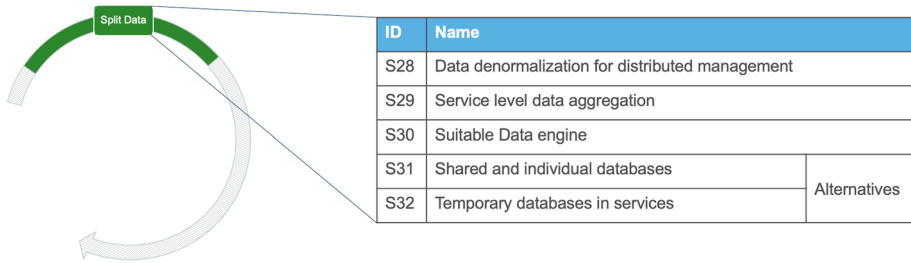 Split Data
ID Name
S28 Data denormalization for distributed management
S29 Service level data aggregation
S30 Suitable Data engine
S31 Shared and individual databases
Alternatives
S32 Temporary databases in services